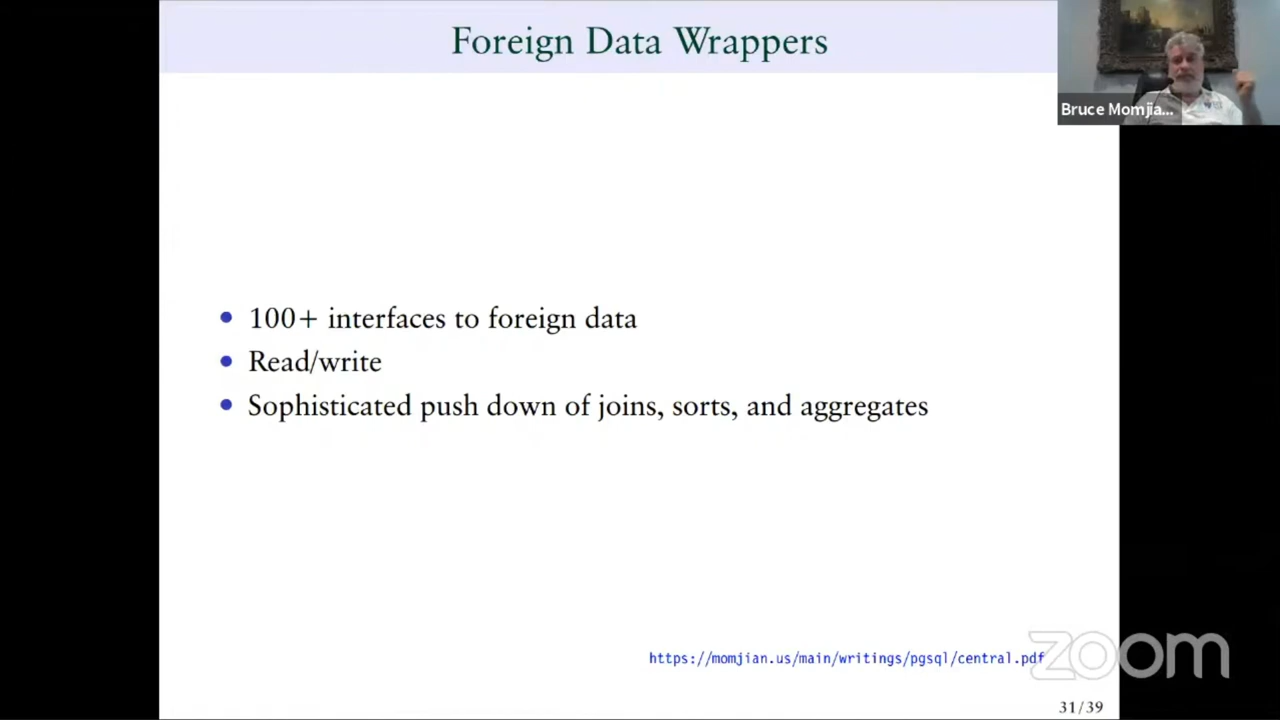 Foreign Data Wrappers
Bruce Momjia...
• 100+ interfaces to foreign data
• Read/write
• Sophisticated push down of joins, sorts, and aggregates
https://momjian.us/main/writings/pgsql/central.pdf
zoom
31/39